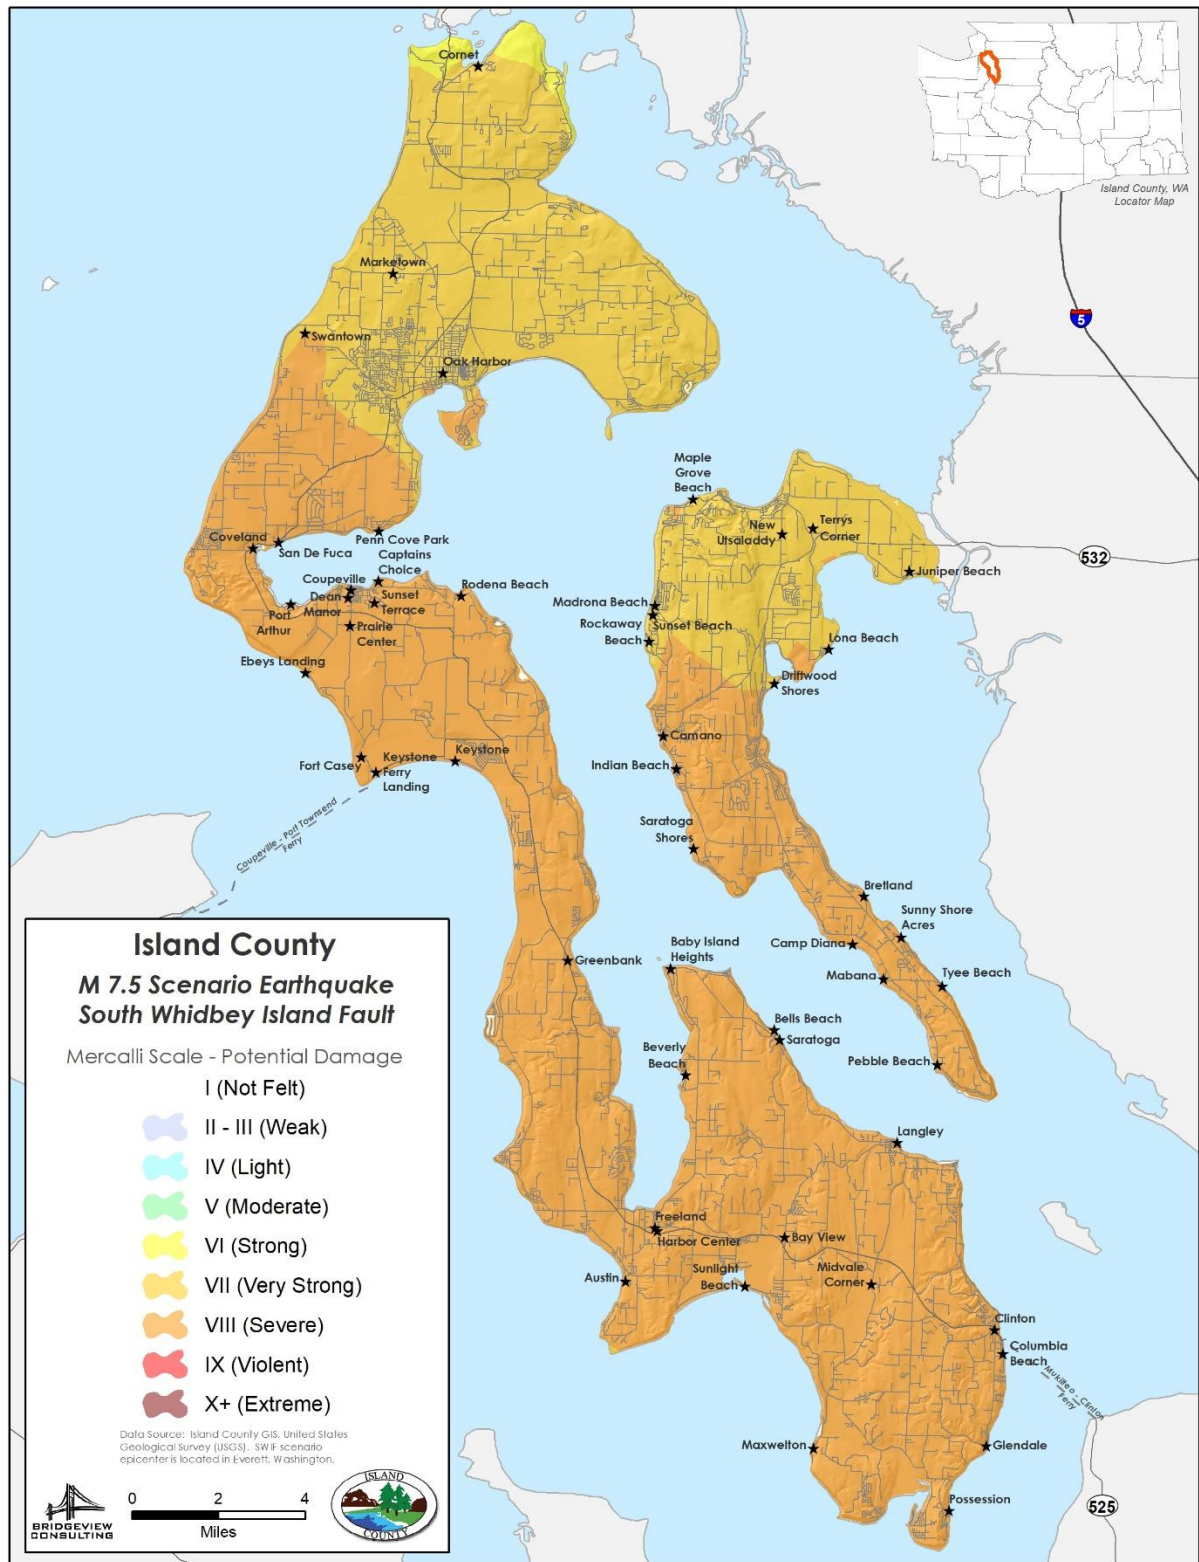 Cornet
Island County, WA
Locator Map
Marketown
5
Swantown
Oak Harbor
Maple
Grove
Beach
New
Utsaladdy
Terrys
Corner
532
Coveland
San De Fuca
Penn Cove Park
Captains
Choice
Juniper Beach
Coupeville
Dean
Manor
Sunset
Terrace
Rodena Beach
Port
Arthur
Prairie
Center
Madrona Beach
Sunset Beach
Rockaway
Beach
Lona Beach
Ebeys Landing
Driftwood
Shores
Camano
Fort Casey
Keystone
Ferry
Landing
Keystone
Indian Beach
Coupeville - Port Townsend
Ferry
Saratoga
Shores
Bretland
Sunny Shore
Acres
Camp Diana
Baby Island
Heights
Greenbank
Mabana
Tyee Beach
Bells Beach
Saratoga
Beverly
Beach
Pebble Beach
Langley
Freeland
Harbor Center
Bay View
Austin
Sunlight
Beach
Midvale
Corner
Clinton
Columbia
Beach
Mukilteo - Clinton
Ferry
Maxwelton
Glendale
Possession
525
Island County
M 7.5 Scenario Earthquake
South Whidbey Island Fault
Mercalli Scale - Potential Damage
I (Not Felt)
II - III (Weak)
IV (Light)
V (Moderate)
VI (Strong)
VII (Very Strong)
VIII (Severe)
IX (Violent)
X+ (Extreme)
Data Source: Island County GIS, United States
Geological Survey (USGS). SWIF scenario
epicenter is located in Everett, Washington.
BRIDGEVIEW
CONSULTING
0 2 4
Miles
ISLAND
COUNTY